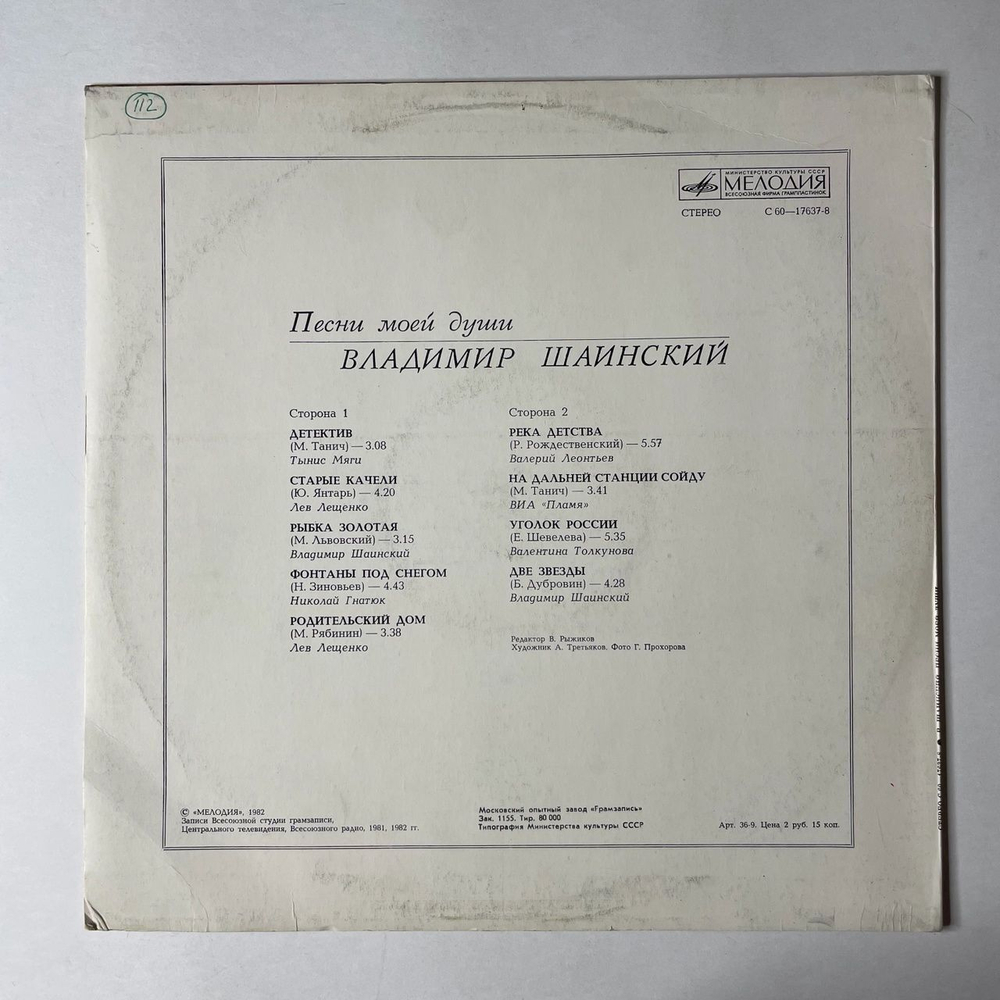 112
МИНИСТЕРСТВО КУЛЬТУРЫ СССР
МЕЛОДИЯ
ВСЕСОЮЗНАЯ ФИРМА ГРАМПЛАСТИНОК
СТЕРЕО С 60—17637-8
Песни моей души
ВЛАДИМИР ШАИНСКИЙ
Сторона 1
ДЕТЕКТИВ
(М. Танич) — 3.08
Тынис Мяги
СТАРЫЕ КАЧЕЛИ
(Ю. Янтарь) — 4.20
Лев Лещенко
РЫБКА ЗОЛОТАЯ
(М. Львовский) — 3.15
Владимир Шаинский
ФОНТАНЫ ПОД СНЕГОМ
(Н. Зиновьев) — 4.43
Николай Гнатюк
РОДИТЕЛЬСКИЙ ДОМ
(М. Рябинин) — 3.38
Лев Лещенко
Сторона 2
РЕКА ДЕТСТВА
(Р. Рождественский) — 5.57
Валерий Леонтьев
НА ДАЛЬНЕЙ СТАНЦИИ СОЙДУ
(М. Танич) — 3.41
ВИА «Пламя»
УГОЛОК РОССИИ
(Е. Шевелева) — 5.35
Валентина Толкунова
ДВЕ ЗВЕЗДЫ
(Б. Дубровин) — 4.28
Владимир Шаинский
Редактор В. Рыжиков
Художник А. Третьяков. Фото Г. Прохорова
© «МЕЛОДИЯ», 1982
Записи Всесоюзной студии грамзаписи,
Центрального телевидения, Всесоюзного радио, 1981, 1982 гг.
Московский опытный завод «Грамзапись»
Зак. 1155. Тир. 80 000
Типография Министерства культуры СССР
Арт. 36-9. Цена 2 руб. 15 коп.